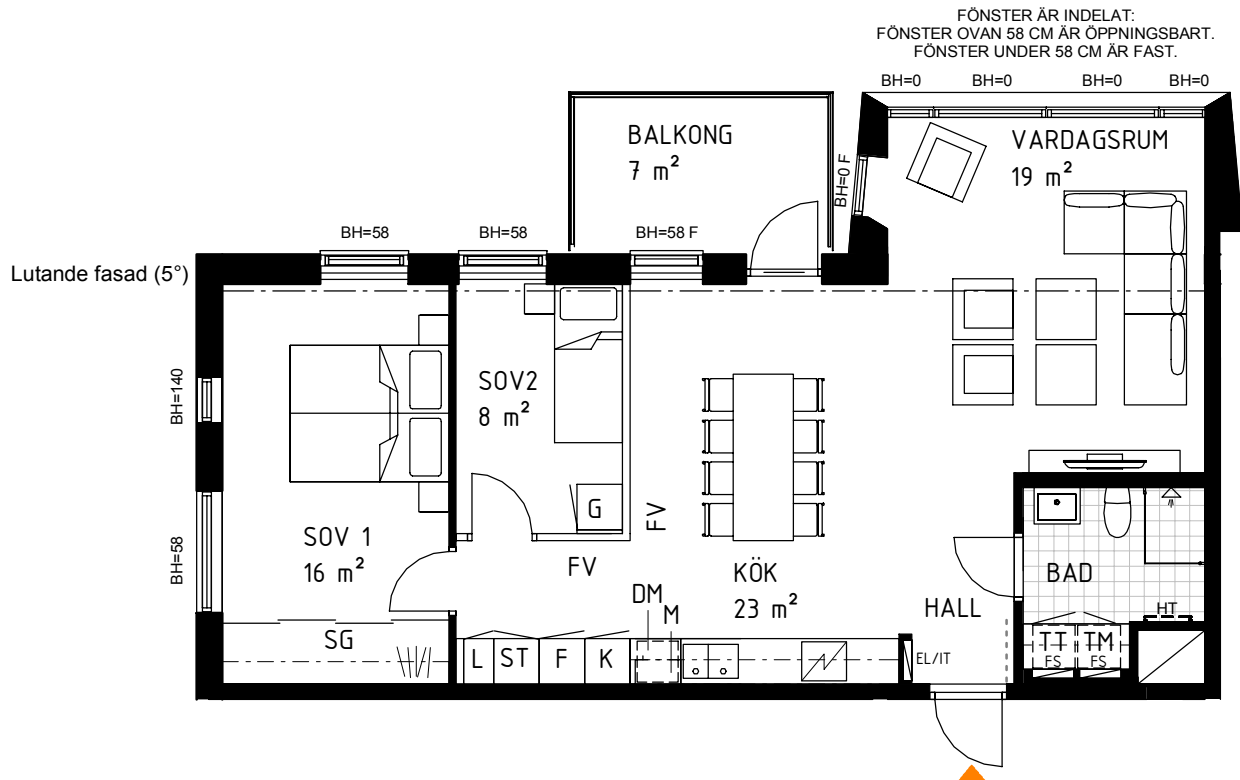 FÖNSTER ÄR INDELAT:
FÖNSTER OVAN 58 CM ÄR ÖPPNINGSBART.
FÖNSTER UNDER 58 CM ÄR FAST.
BH=0 BH=0 BH=0 BH=0
BALKONG
7 m²
VARDAGSRUM
19 m²
BH=0 F
BH=58 BH=58 BH=58 F
Lutande fasad (5°)
BH=140
SOV2
8 m²
G
FV
BH=58
SOV 1
16 m²
FV
KÖK
23 m²
BAD
HALL
DM
M
HT
SG
L ST F K
EL/IT
TT TM
FS FS